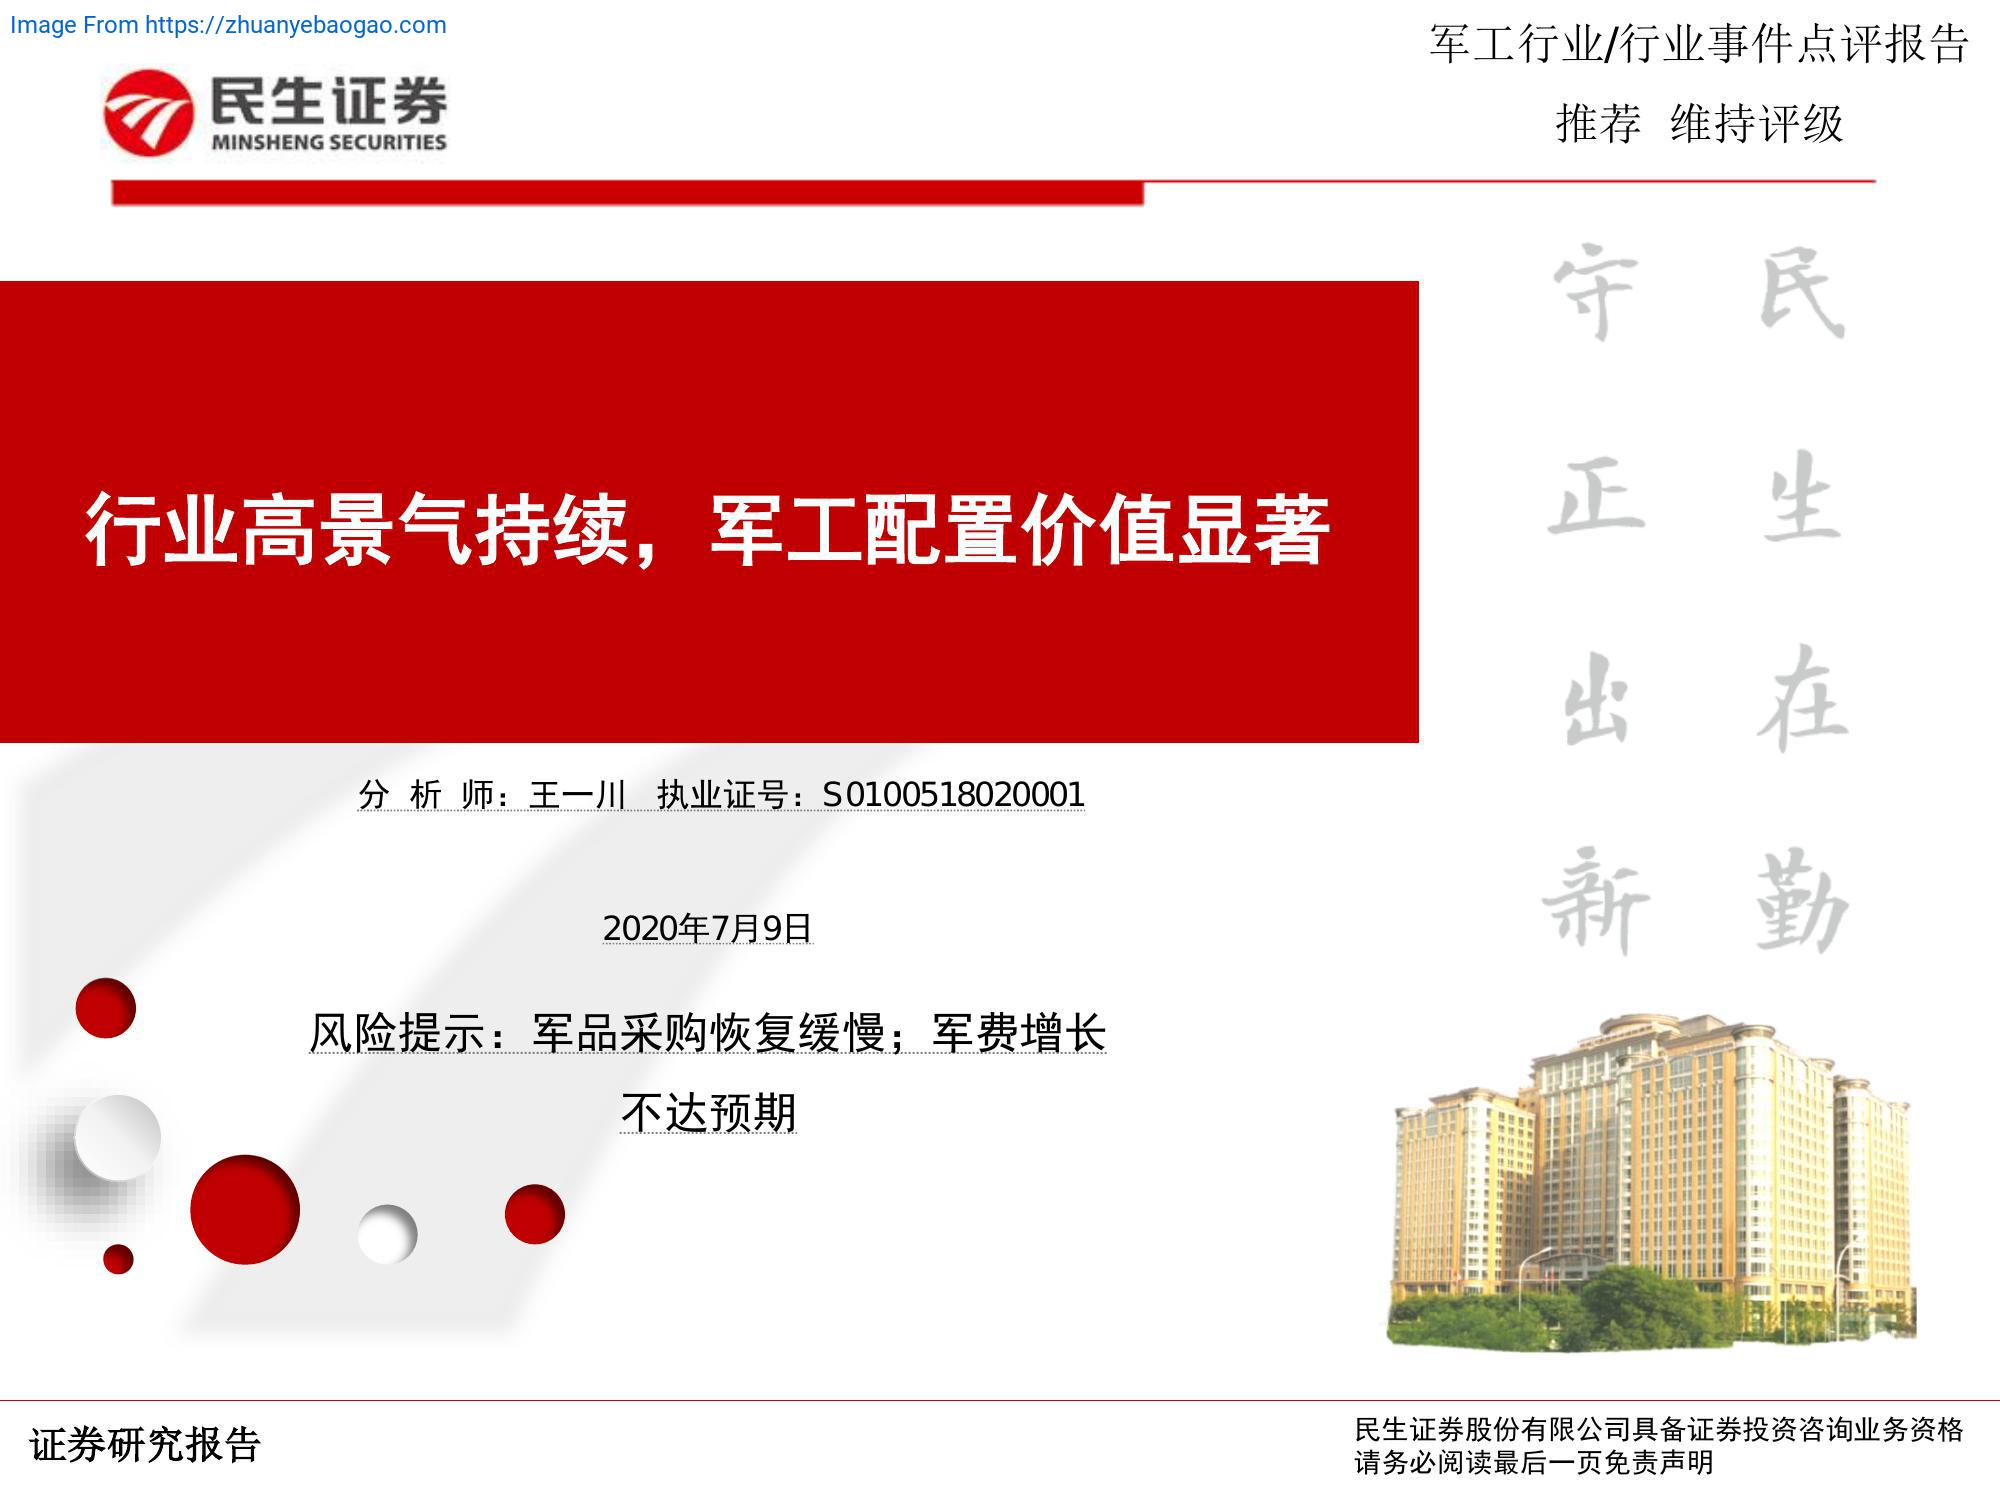 Image From https://zhuanyebaogao.com
军工行业/行业事件点评报告
民生证券
MINSHENG SECURITIES
推荐 维持评级
民生在勤
守正出新
行业高景气持续，军工配置价值显著
分 析 师：王一川 执业证号：S0100518020001
2020年7月9日
风险提示：军品采购恢复缓慢；军费增长
不达预期
证券研究报告
民生证券股份有限公司具备证券投资咨询业务资格
请务必阅读最后一页免责声明